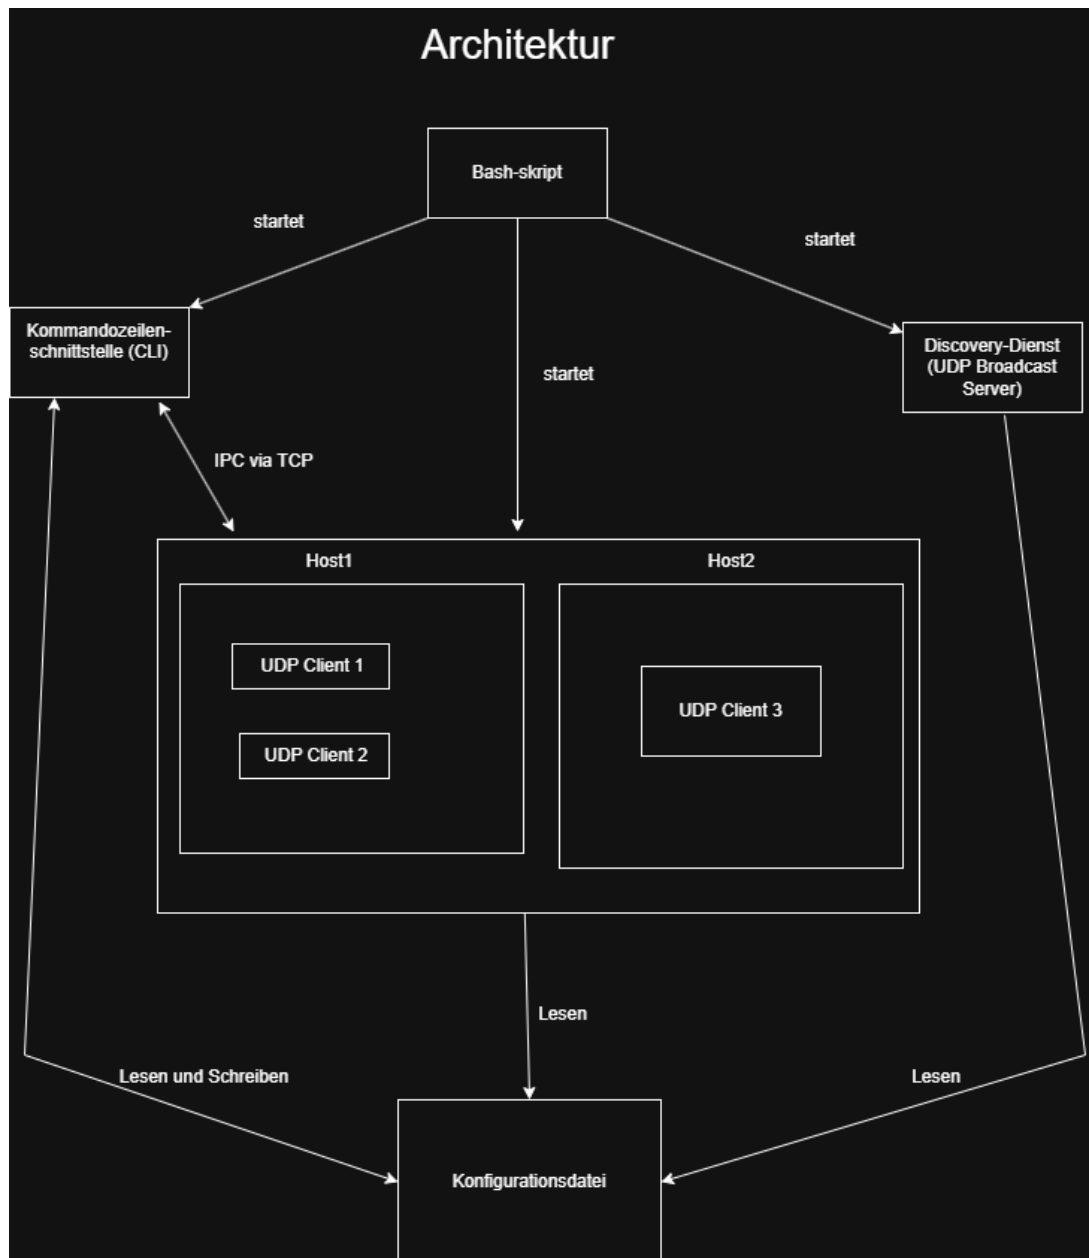 Architektur
Bash-skript
startet
startet
startet
Kommandozeilen-
schnittstelle (CLI)
Discovery-Dienst
(UDP Broadcast
Server)
IPC via TCP
Host1
Host2
UDP Client 1
UDP Client 2
UDP Client 3
Lesen
Lesen und Schreiben
Lesen
Konfigurationsdatei